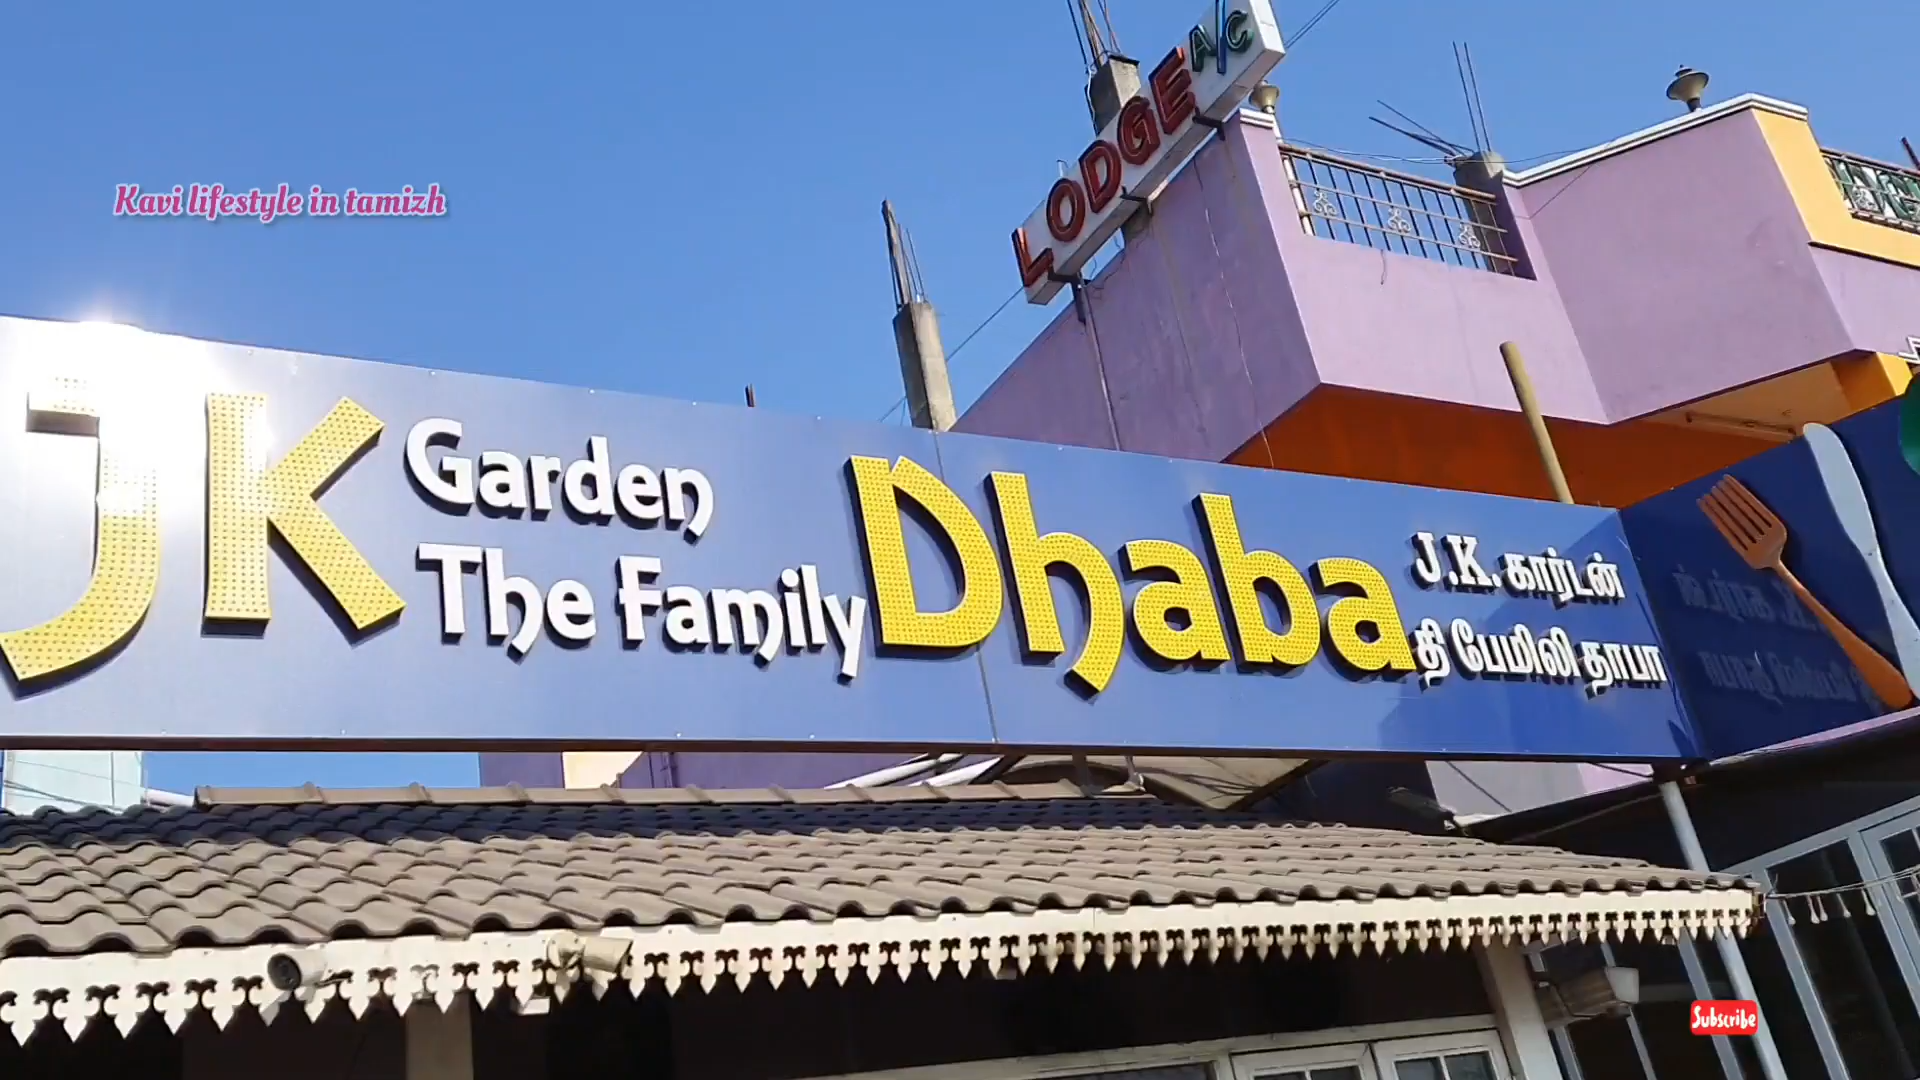 LODGE A/C
Kavi lifestyle in tamizh
JK Garden
The Family Dhaba
J.K. கார்டன்
தி பேமிலி தாபா
Subscribe